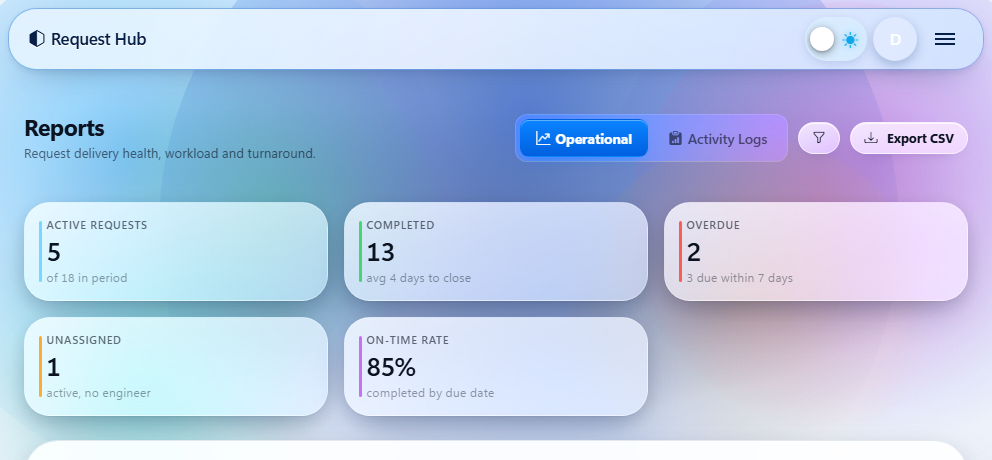 Request Hub
D
Reports
Request delivery health, workload and turnaround.
Operational
Activity Logs
Export CSV
ACTIVE REQUESTS
5
of 18 in period
COMPLETED
13
avg 4 days to close
OVERDUE
2
3 due within 7 days
UNASSIGNED
1
active, no engineer
ON-TIME RATE
85%
completed by due date